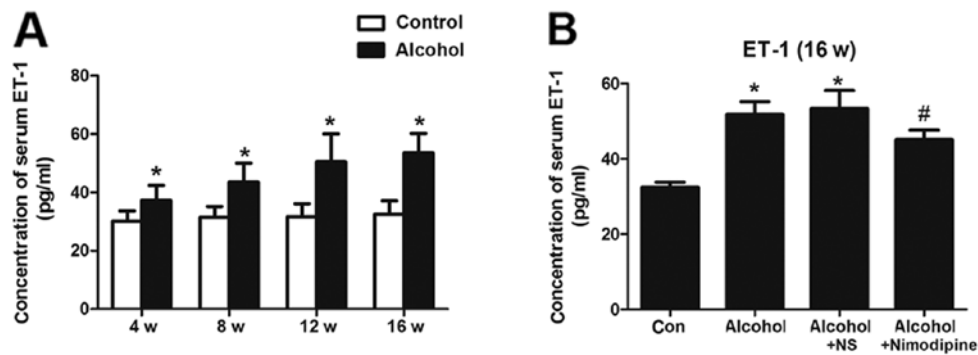 A
Control
Alcohol
Concentration of serum ET-1
(pg/ml)
80
60
40
20
0
*
*
*
*
4 w
8 w
12 w
16 w
B
ET-1 (16 w)
Concentration of serum ET-1
(pg/ml)
60
40
20
0
*
*
#
Con
Alcohol
Alcohol
+NS
Alcohol
+Nimodipine